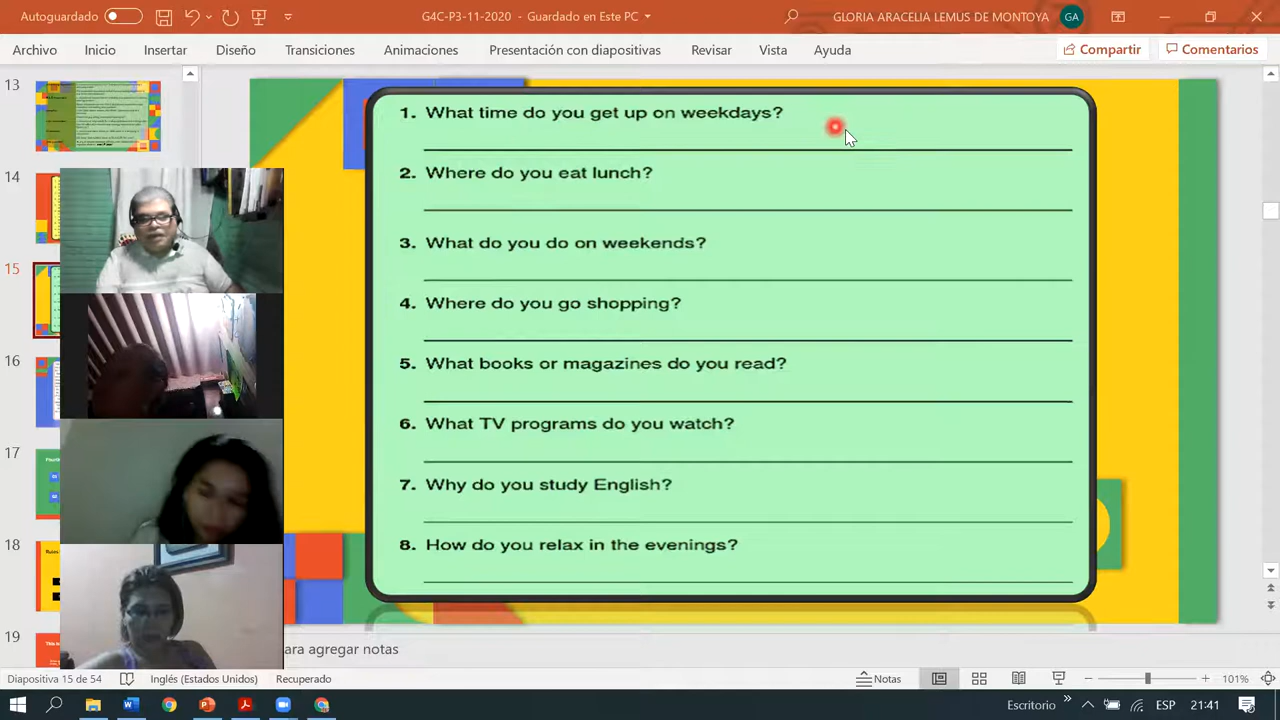 Autoguardado
G4C-P3-11-2020 - Guardado en Este PC
GLORIA ARACELIA LEMUS DE MONTOYA
GA
Archivo Inicio Insertar Diseño Transiciones Animaciones Presentación con diapositivas Revisar Vista Ayuda
Compartir
Comentarios
13
14
15
16
17
18
19
1. What time do you get up on weekdays?
2. Where do you eat lunch?
3. What do you do on weekends?
4. Where do you go shopping?
5. What books or magazines do you read?
6. What TV programs do you watch?
7. Why do you study English?
8. How do you relax in the evenings?
ara agregar notas
Diapositiva 15 de 54
Inglés (Estados Unidos)
Recuperado
Notas
101%
Escritorio
ESP
21:41